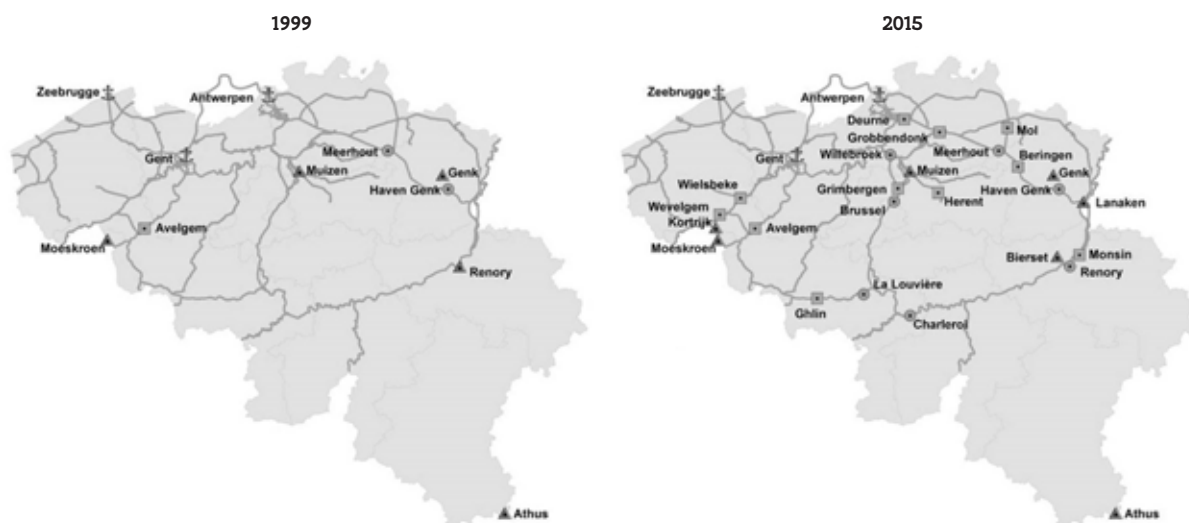 1999
Zeebrugge
Antwerpen
Gent
Meerhout
Muizen
Genk
Haven Genk
Avelgem
Moeskroen
Renory
Athus
2015
Zeebrugge
Antwerpen
Deurne
Grobbendonk
Mol
Gent
Willebroek
Meerhout
Beringen
Muizen
Genk
Wielsbeke
Grimbergen
Haven Genk
Herent
Lanaken
Wevelgem
Brussel
Kortrijk
Avelgem
Moeskroen
Bierset
Monsin
Renory
La Louvière
Ghlin
Charleroi
Athus